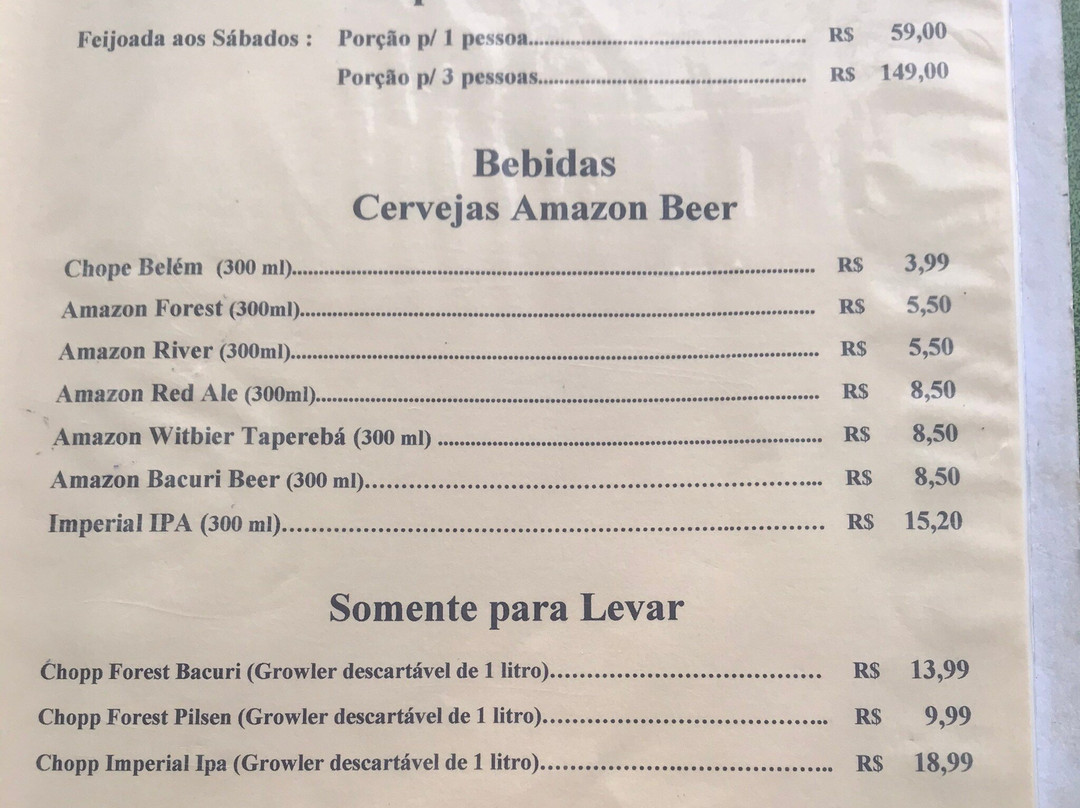 Feijoada aos Sábados : Porção p/ 1 pessoa............................................................ R$ 59,00
Porção p/ 3 pessoas.......................................................... R$ 149,00
Bebidas
Cervejas Amazon Beer
Chope Belém (300 ml)............................................................ R$ 3,99
Amazon Forest (300ml)............................................................ R$ 5,50
Amazon River (300ml)............................................................ R$ 5,50
Amazon Red Ale (300ml)............................................................ R$ 8,50
Amazon Witbier Taperebá (300 ml) ............................................................ R$ 8,50
Amazon Bacuri Beer (300 ml)............................................................ R$ 8,50
Imperial IPA (300 ml)............................................................ R$ 15,20
Somente para Levar
Chopp Forest Bacuri (Growler descartável de 1 litro)........................................ R$ 13,99
Chopp Forest Pilsen (Growler descartável de 1 litro)........................................ R$ 9,99
Chopp Imperial Ipa (Growler descartável de 1 litro)........................................ R$ 18,99